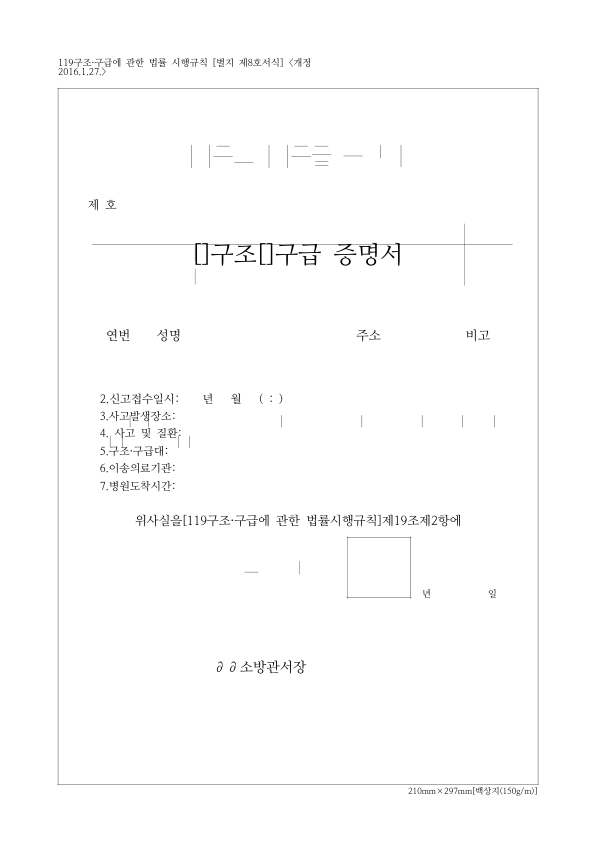 119구조·구급에 관한 법률 시행규칙 [별지 제8호서식] <개정
2016.1.27.>
제 호
[]구조[]구급 증명서
연번 성명 주소 비고
2.신고접수일시: 년 월 ( : )
3.사고발생장소:
4. 사고 및 질환:
5.구조·구급대:
6.이송의료기관:
7.병원도착시간:
위사실을[119구조·구급에 관한 법률시행규칙]제19조제2항에
년 일
∂ ∂소방관서장
210mm×297mm[백상지(150g/m)]